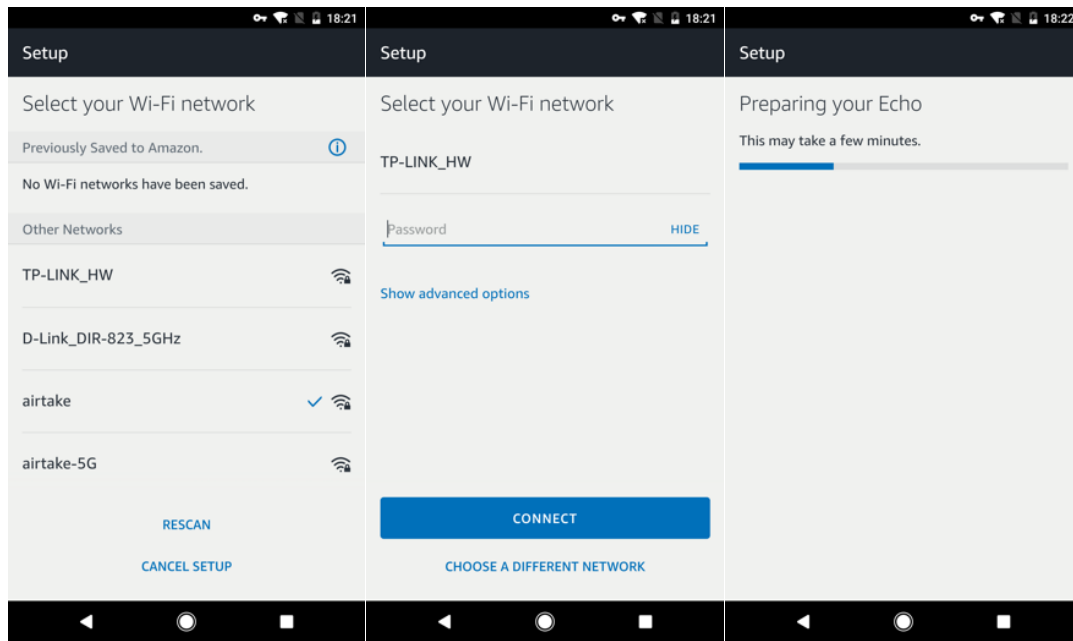 18:21
Setup
Select your Wi-Fi network
Previously Saved to Amazon.
No Wi-Fi networks have been saved.
Other Networks
TP-LINK_HW
D-Link_DIR-823_5GHz
airtake
airtake-5G
RESCAN
CANCEL SETUP
18:21
Setup
Select your Wi-Fi network
TP-LINK_HW
Password HIDE
Show advanced options
CONNECT
CHOOSE A DIFFERENT NETWORK
18:22
Setup
Preparing your Echo
This may take a few minutes.